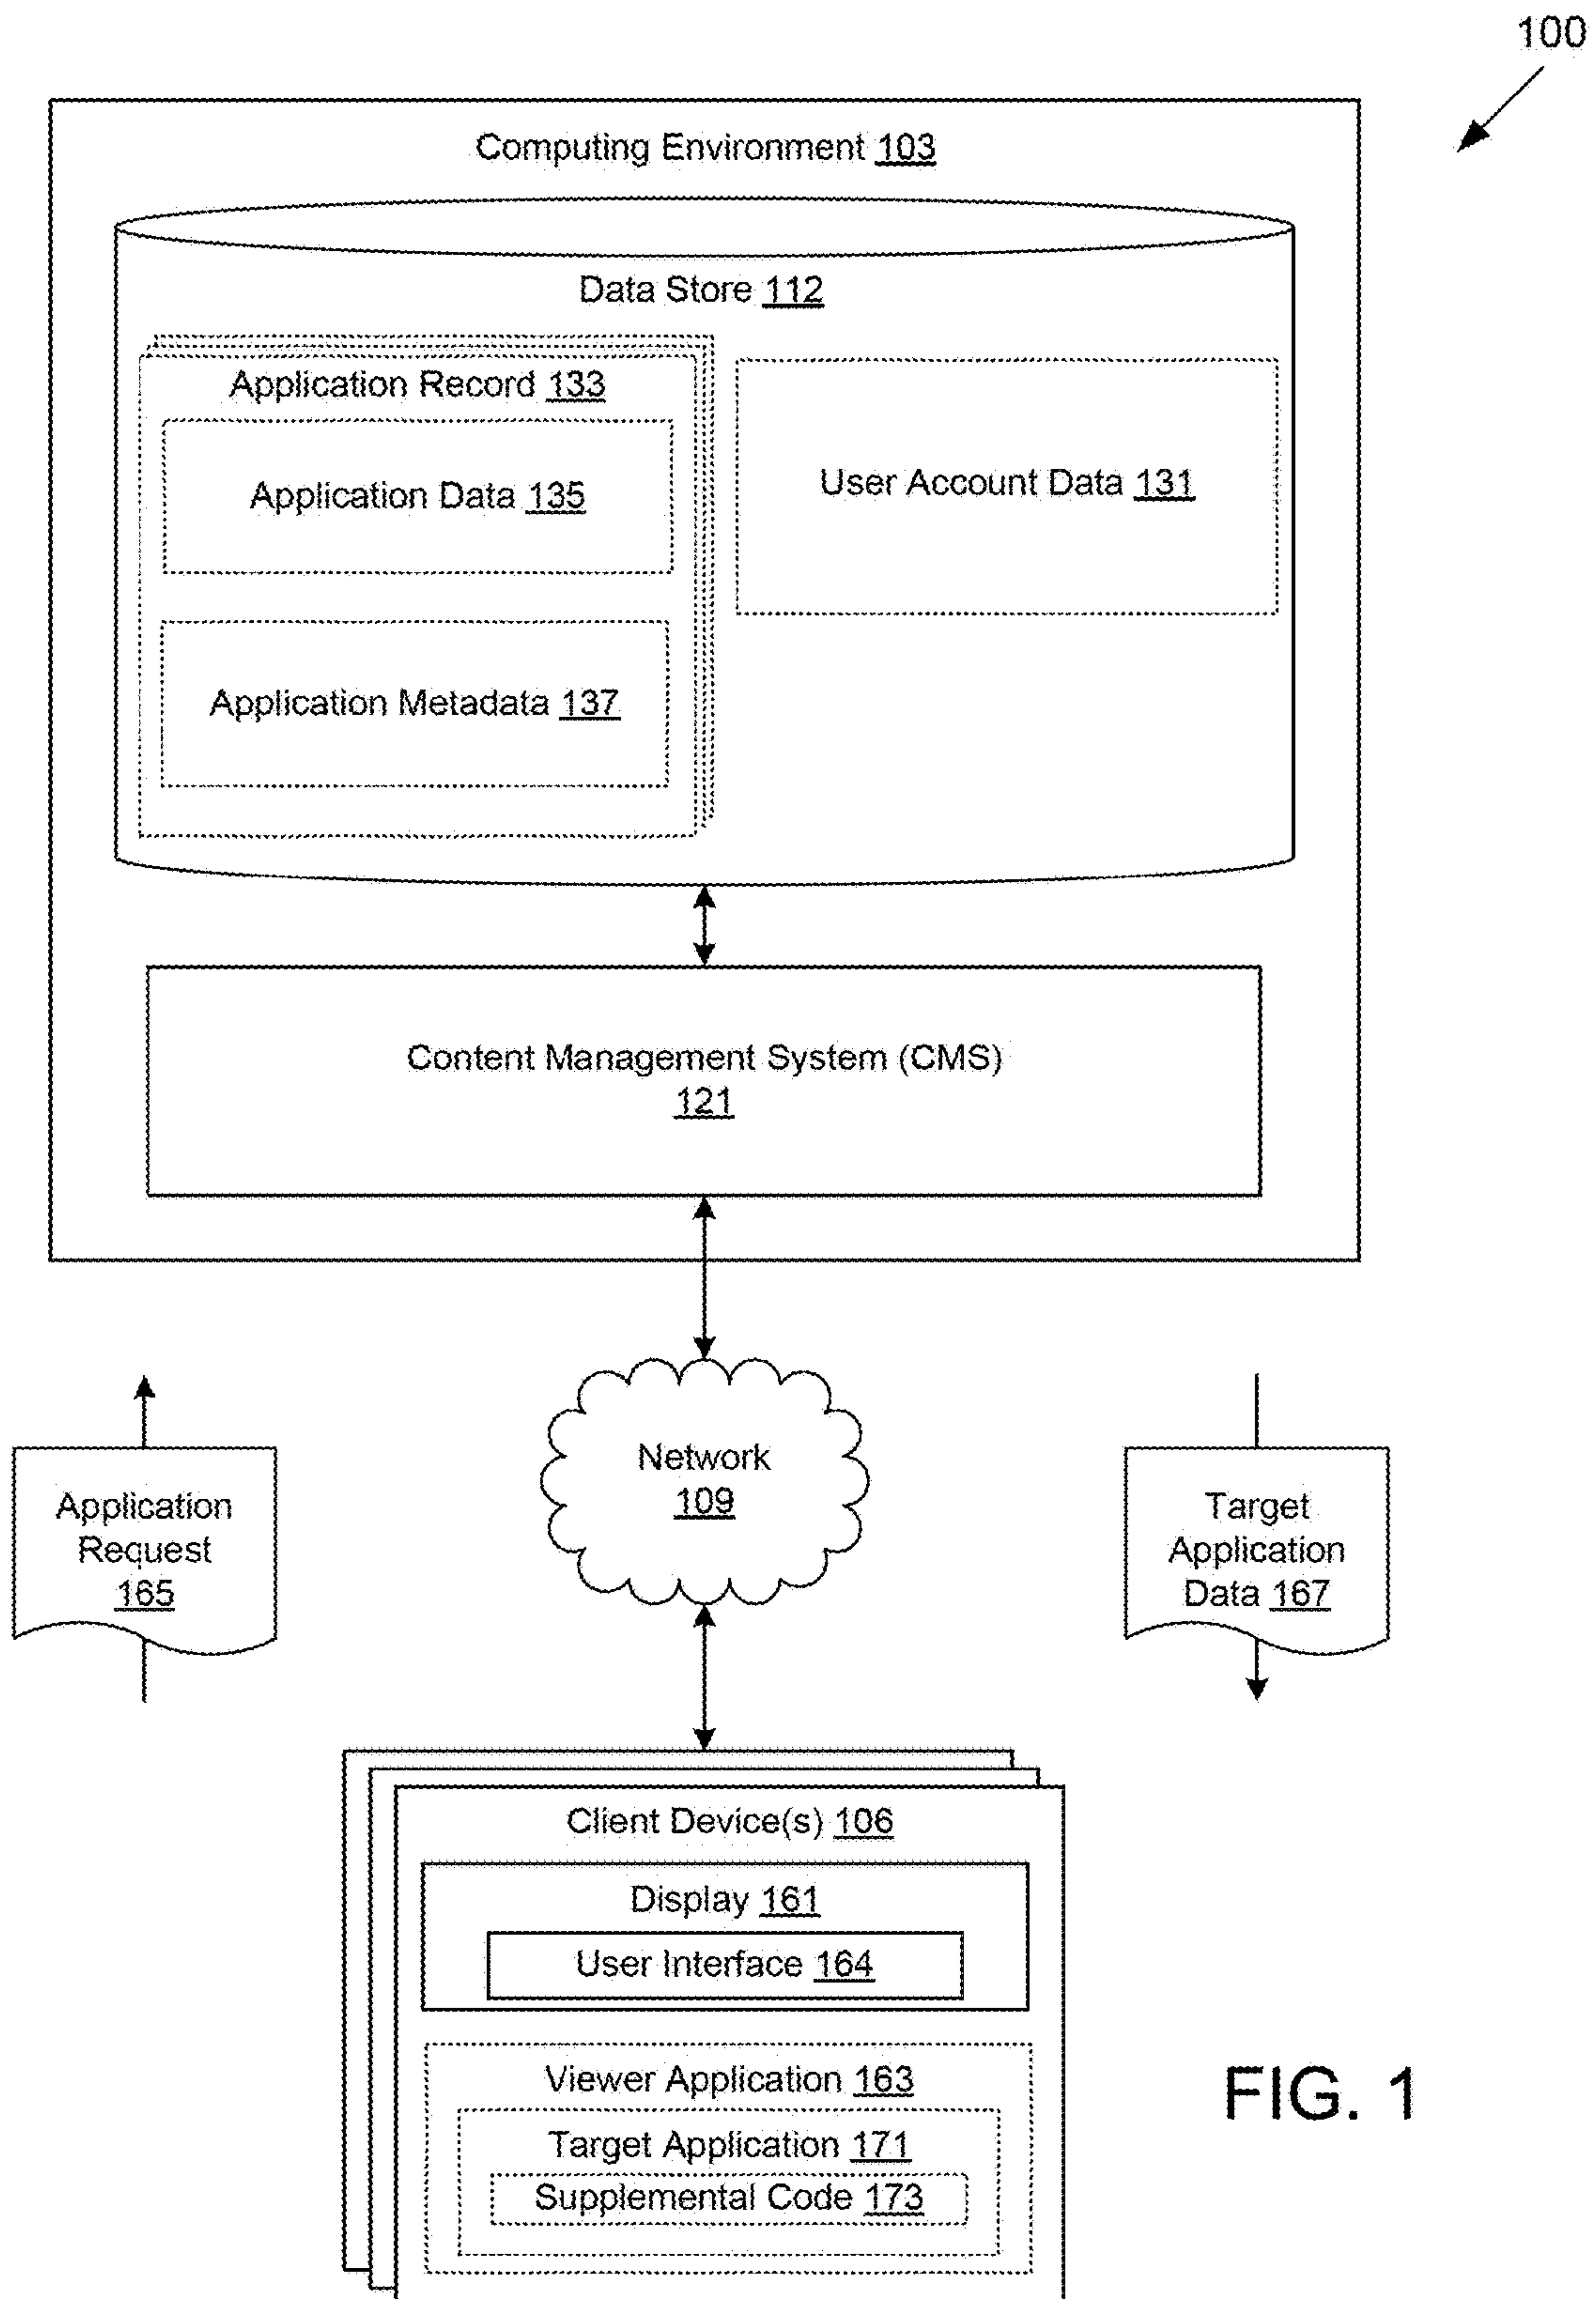 100
Computing Environment 103
Data Store 112
Application Record 133
Application Data 135
User Account Data 131
Application Metadata 137
Content Management System (CMS)
121
Network
109
Application
Request
165
Target
Application
Data 167
Client Device(s) 106
Display 161
User Interface 164
Viewer Application 163
Target Application 171
Supplemental Code 173
FIG. 1